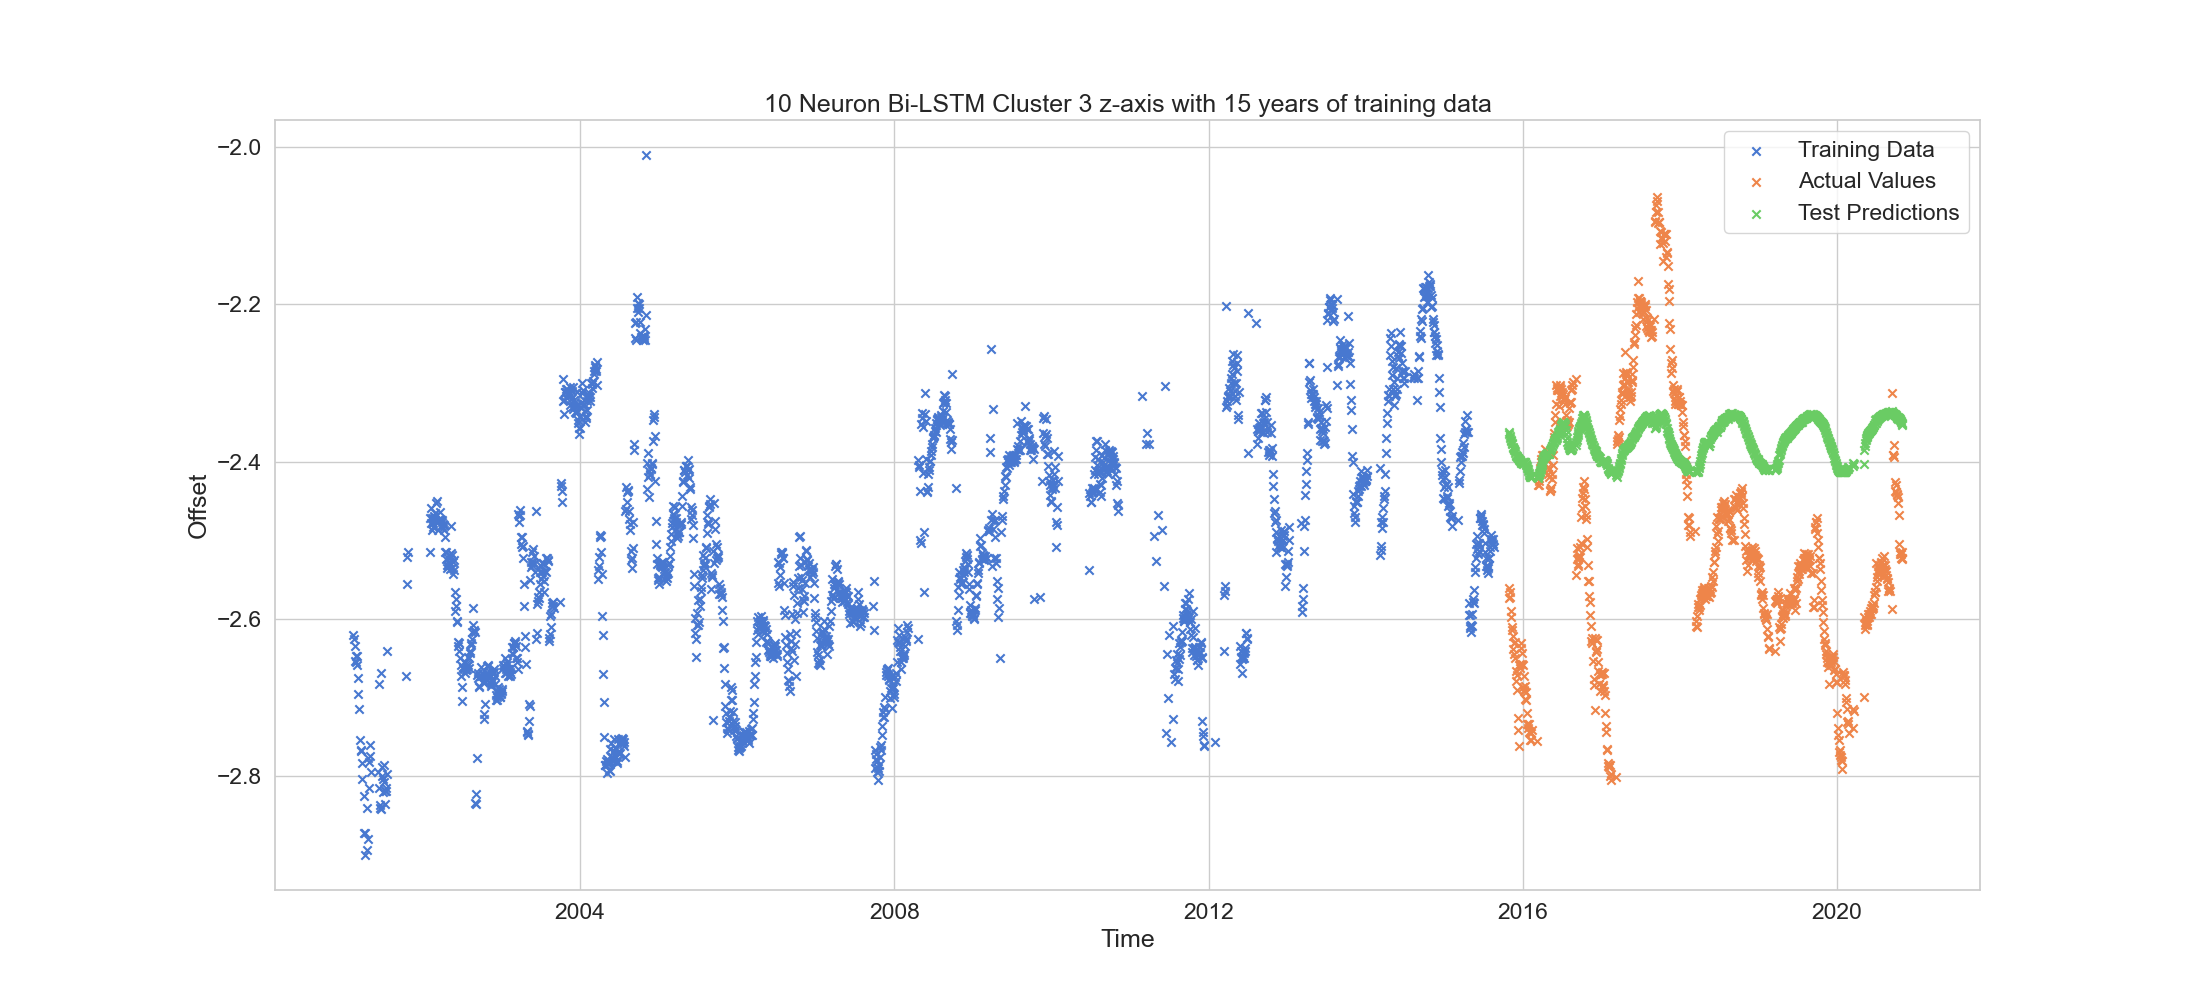 10 Neuron Bi-LSTM Cluster 3 z-axis with 15 years of training data
Training Data
Actual Values
Test Predictions
Offset
−2.0
−2.2
−2.4
−2.6
−2.8
2004 2008 2012 2016 2020
Time